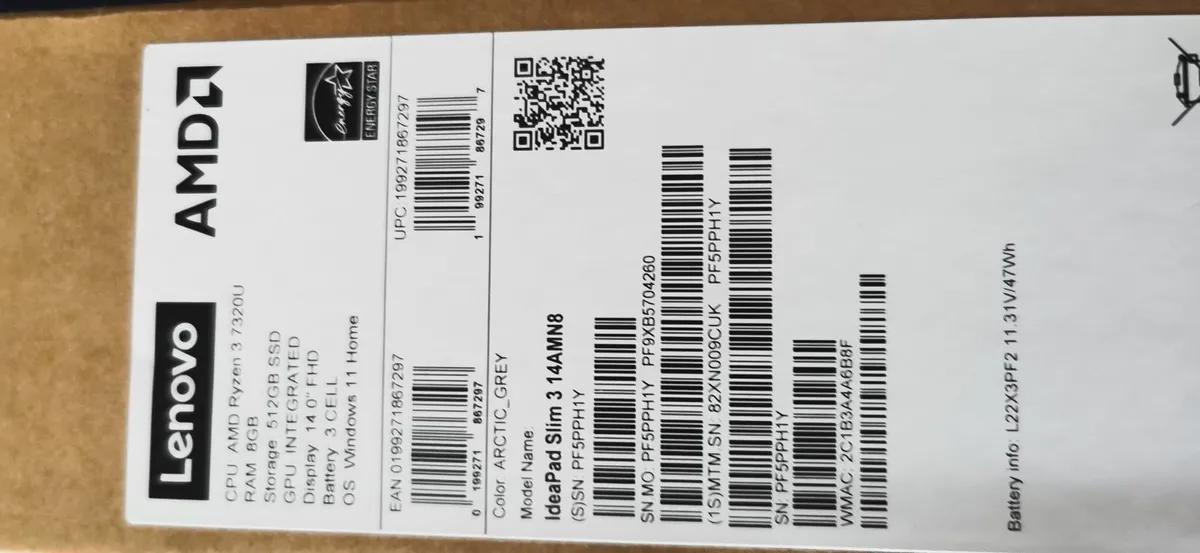 Lenovo AMD
CPU AMD Ryzen 3 7320U
RAM 8GB
Storage 512GB SSD
GPU INTEGRATED
Display 14.0" FHD
Battery 3 CELL
OS Windows 11 Home
energy
ENERGY STAR
EAN 0199271867297 UPC 199271867297
0 199271 867297 1 99271 86729 7
Color ARCTIC_GREY
Model Name:
IdeaPad Slim 3 14AMN8
(S)SN PF5PPH1Y
SN MO: PF5PPH1Y PF9XB5704260
(1S)MTM.SN: 82XN009CUK PF5PPH1Y
SN: PF5PPH1Y
WMAC: 2C1B3A4A6B8F
Battery info: L22X3PF2 11.31V/47Wh